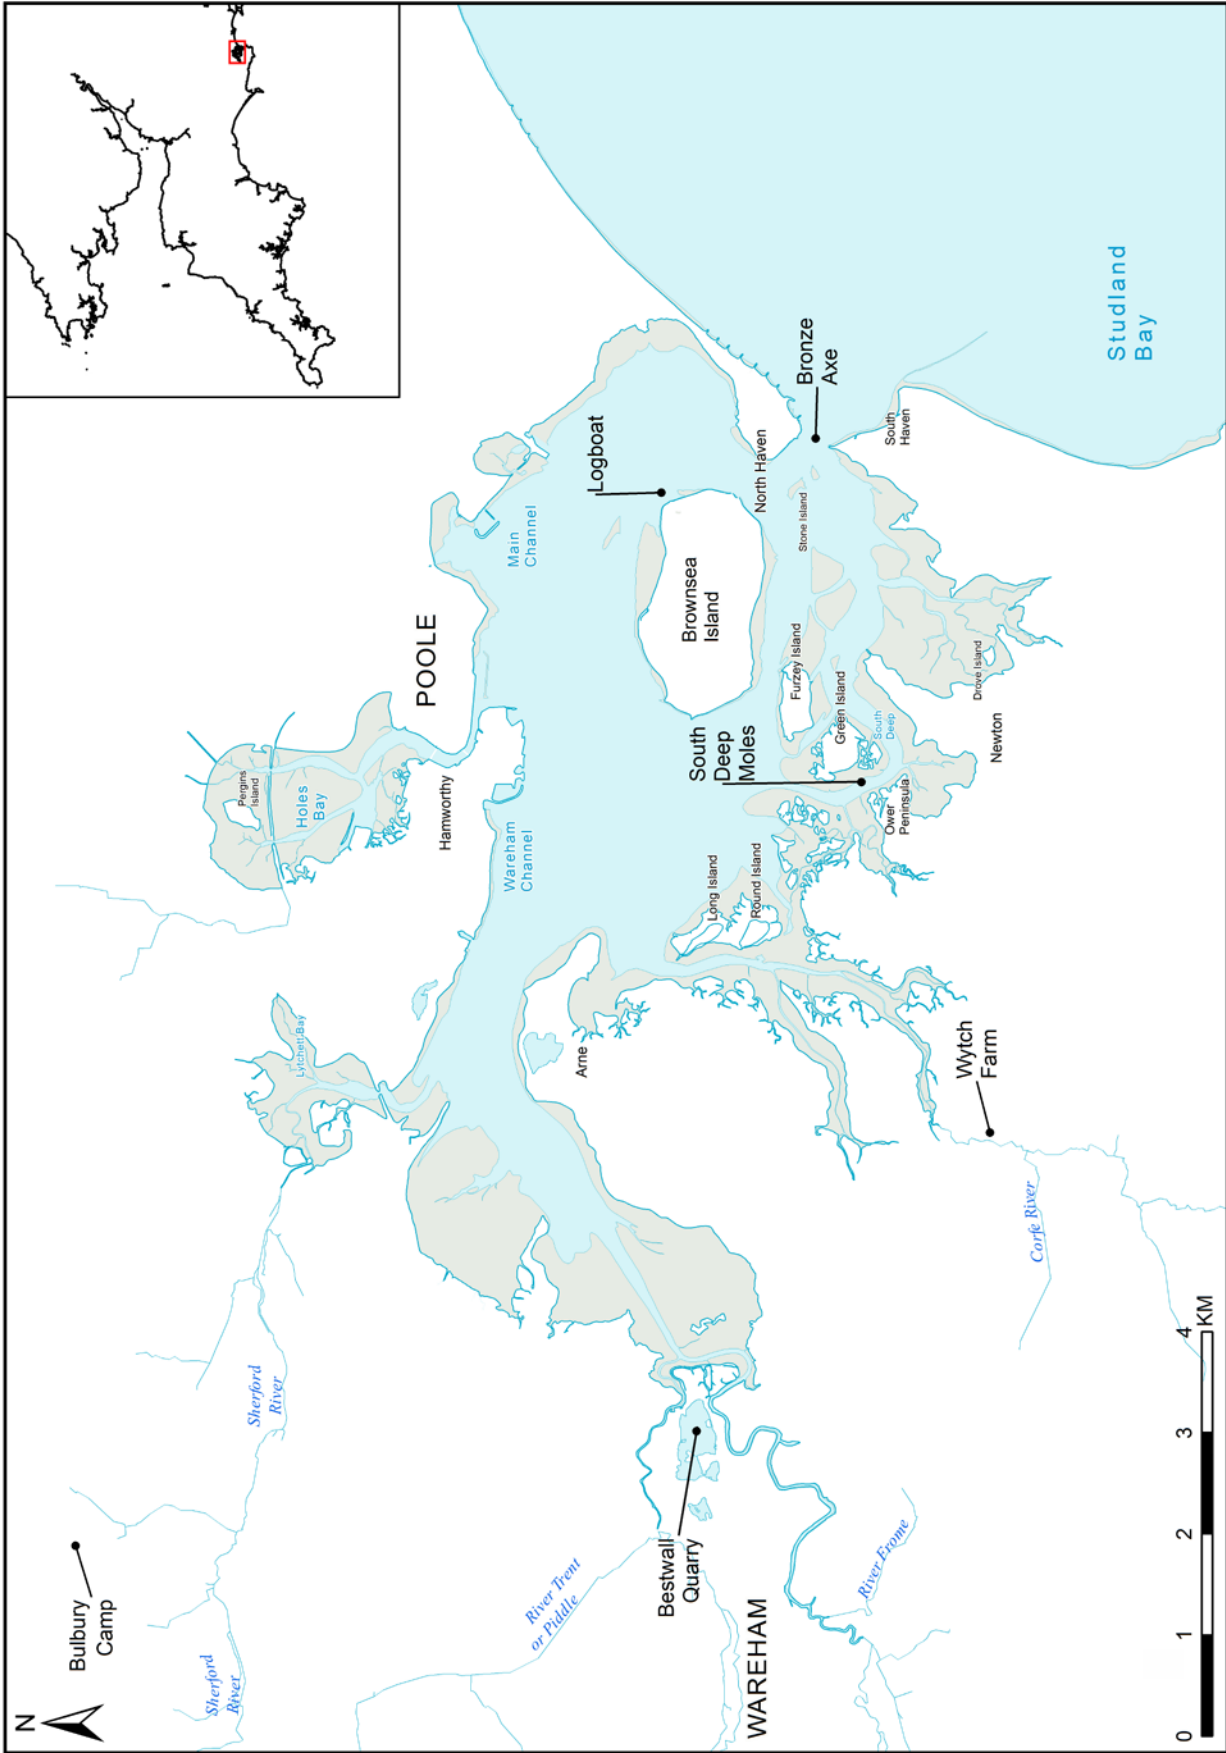 N
Bulbury
Camp
Sherford
River
Sherford
River
Lytchett Bay
Pergins
Island
Holes
Bay
POOLE
Hamworthy
Main
Channel
Wareham
Channel
Logboat
Brownsea
Island
North Haven
Bronze
Axe
Stone Island
South
Haven
Studland
Bay
Furzey Island
Green Island
South
Deep
South
Deep
Moles
Drove Island
Newton
Ower
Peninsula
Long Island
Round Island
Arne
Wytch
Farm
Corfe River
River Trent
or Piddle
Bestwall
Quarry
WAREHAM
River Frome
0
1
2
3
4
KM